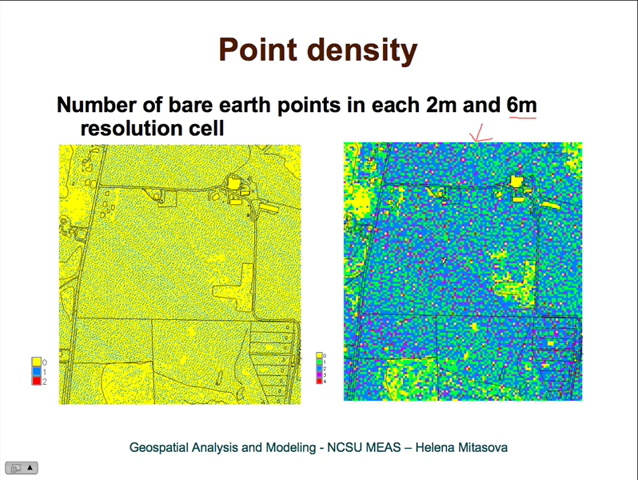 Point density
Number of bare earth points in each 2m and 6m
resolution cell
0
1
2
0
1
2
3
4
Geospatial Analysis and Modeling - NCSU MEAS – Helena Mitasova